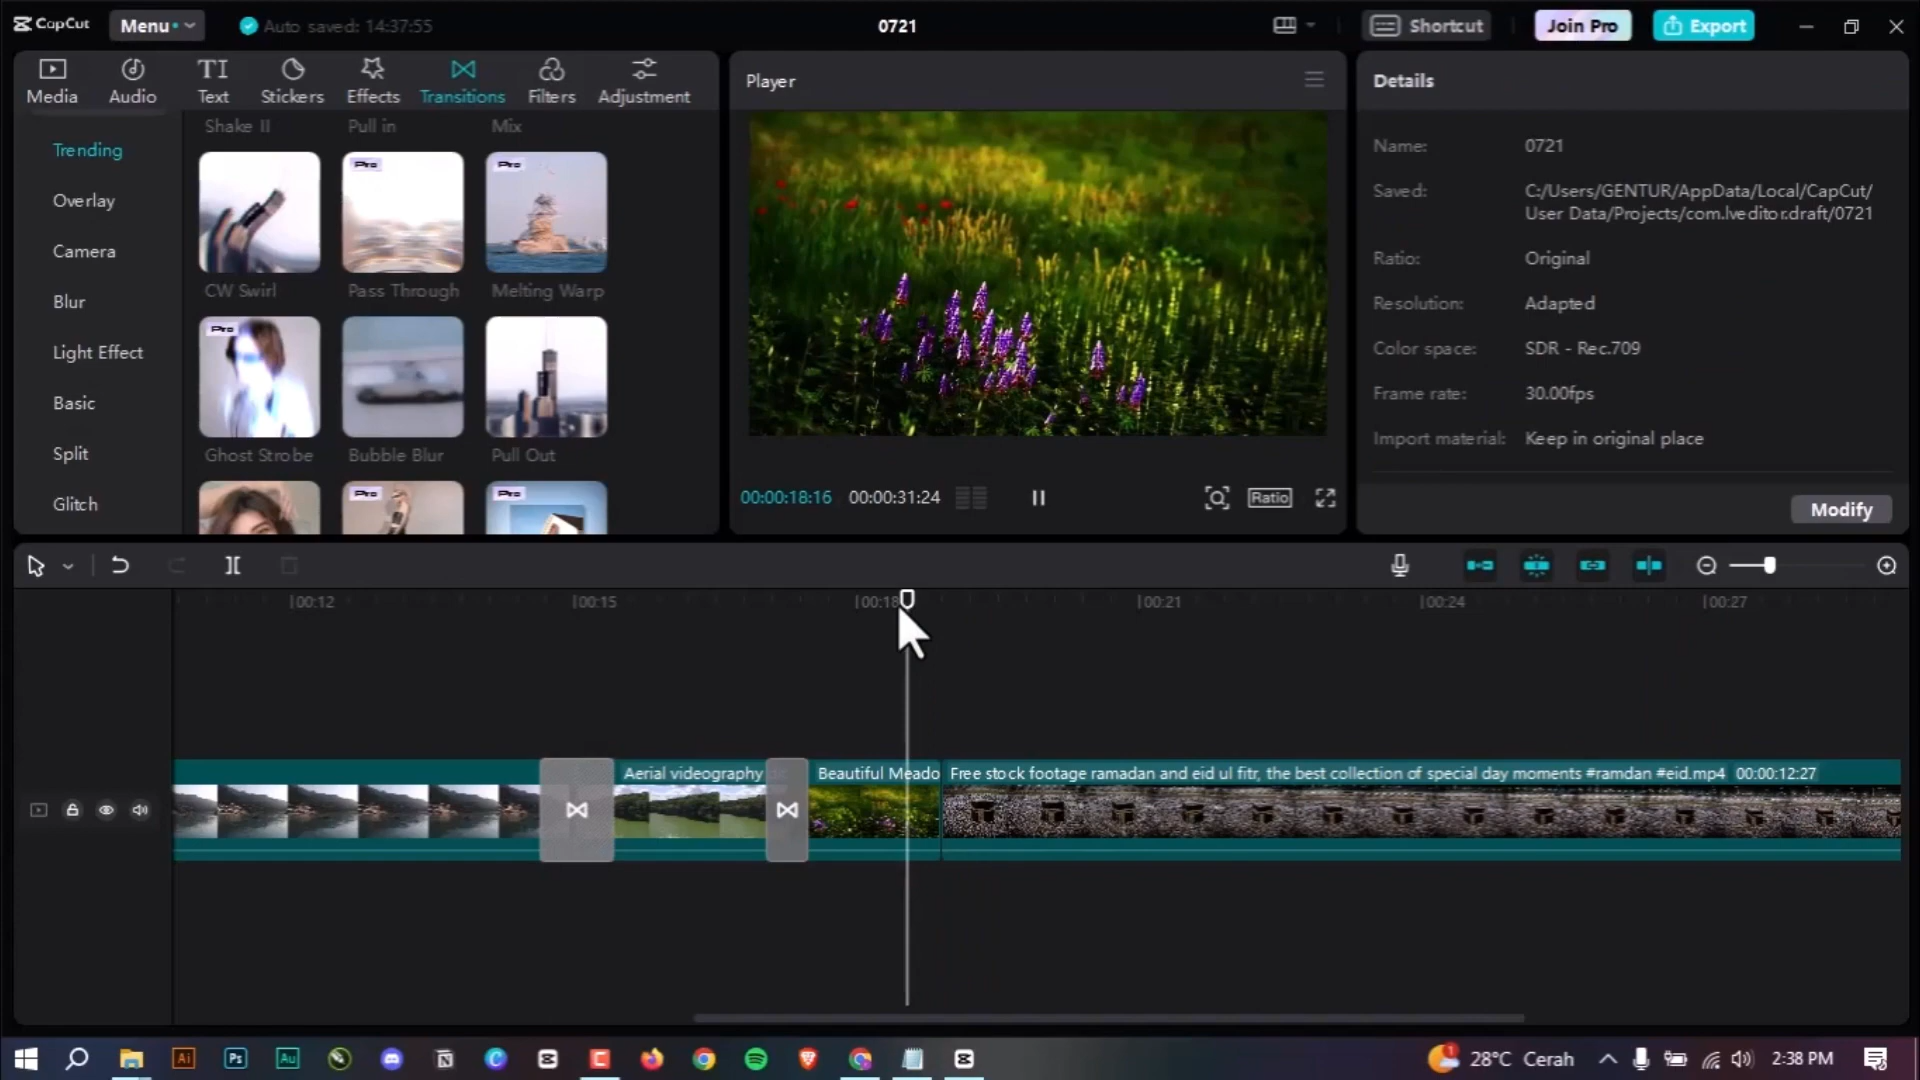 CapCut Menu Auto saved: 14:37:55 0721 Shortcut Join Pro Export
Media Audio Text Stickers Effects Transitions Filters Adjustment
Trending
Overlay
Camera
Blur
Light Effect
Basic
Split
Glitch
Shake II Pull in Mix
Pro Pro
CW Swirl Pass Through Melting Warp
Pro
Ghost Strobe Bubble Blur Pull Out
Pro Pro
Player
00:00:18:16 00:00:31:24 Ratio
Details
Name: 0721
Saved: C:/Users/GENTUR/AppData/Local/CapCut/
User Data/Projects/com.lveditor.draft/0721
Ratio: Original
Resolution: Adapted
Color space: SDR - Rec.709
Frame rate: 30.00fps
Import material: Keep in original place
Modify
00:12 00:15 00:18 00:21 00:24 00:27
Aerial videography Beautiful Meado Free stock footage ramadan and eid ul fitr, the best collection of special day moments #ramdan #eid.mp4 00:00:12:27
Ai Ps Au 28°C Cerah 2:38 PM